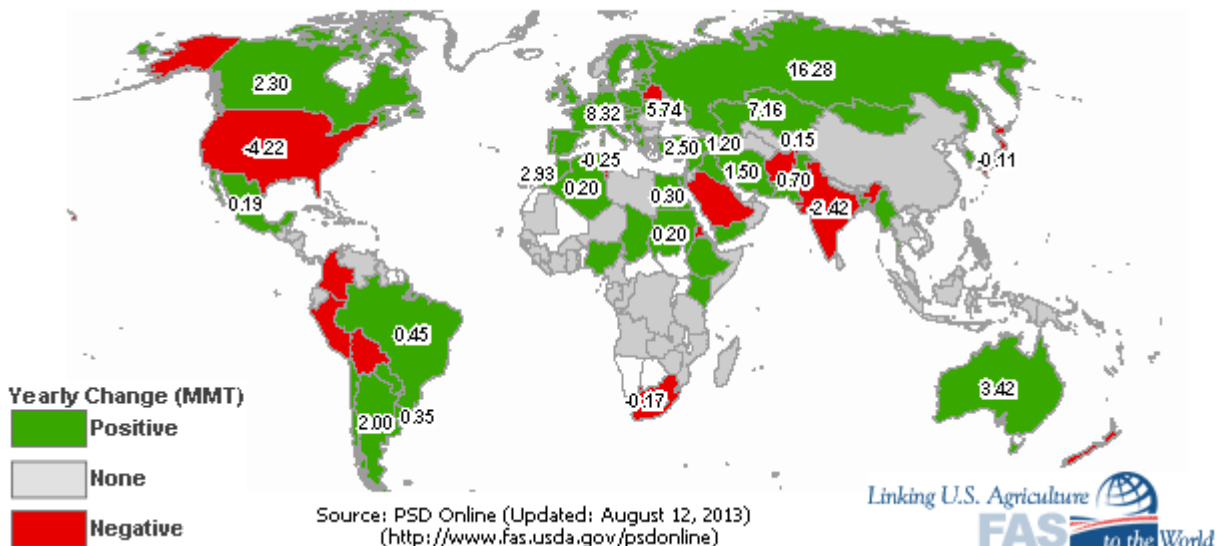 16.28
2.30
8.32
5.74
7.16
-4.22
2.50
1.20
0.15
-0.11
-0.25
2.93
1.50
0.70
0.20
0.30
0.19
-2.42
0.20
0.45
3.42
-0.17
2.00
0.35
Yearly Change (MMT)
Positive
None
Negative
Source: PSD Online (Updated: August 12, 2013)
(http://www.fas.usda.gov/psdonline)
Linking U.S. Agriculture
FAS
to the World